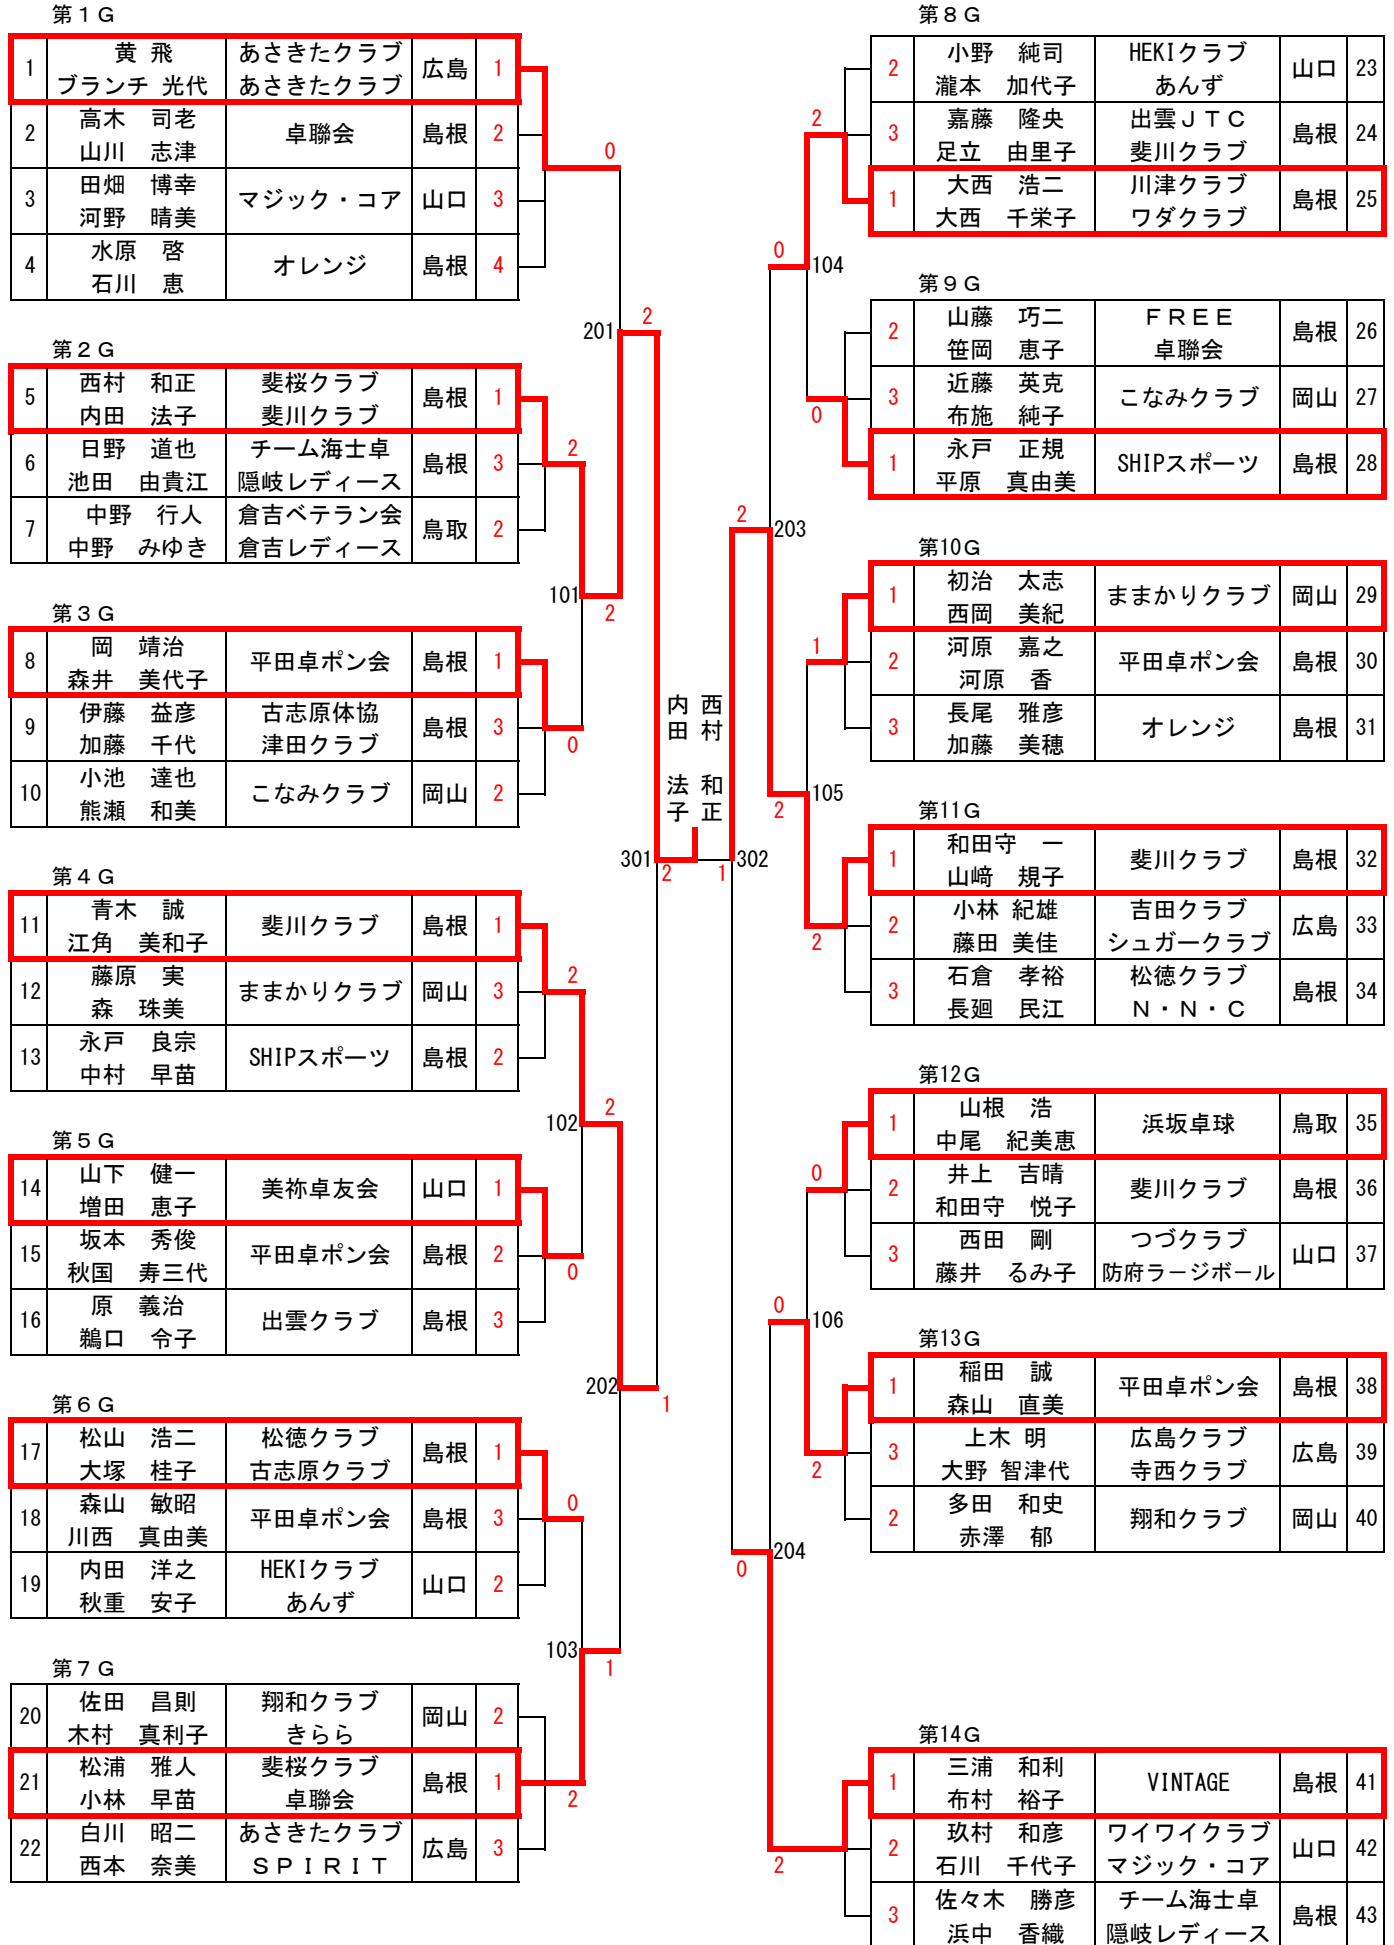 第１G
1
黄 飛
ブランチ 光代
あさきたクラブ
あさきたクラブ
広島
1
2
高木　司老
山川　志津
卓聯会
島根
2
3
田畑　博幸
河野　晴美
マジック・コア
山口
3
4
水原　啓
石川　恵
オレンジ
島根
4
第２G
5
西村　和正
内田　法子
斐桜クラブ
斐川クラブ
島根
1
6
日野　道也
池田　由貴江
チーム海士卓
隠岐レディース
島根
3
7
中野　行人
中野　みゆき
倉吉ベテラン会
倉吉レディース
鳥取
2
第３G
8
岡　靖治
森井　美代子
平田卓ポン会
島根
1
9
伊藤　益彦
加藤　千代
古志原体協
津田クラブ
島根
3
10
小池　達也
熊瀬　和美
こなみクラブ
岡山
2
第４G
11
青木　誠
江角　美和子
斐川クラブ
島根
1
12
藤原　実
森　珠美
ままかりクラブ
岡山
3
13
永戸　良宗
中村　早苗
SHIPスポーツ
島根
2
第５G
14
山下　健一
増田　恵子
美祢卓友会
山口
1
15
坂本　秀俊
秋国　寿三代
平田卓ポン会
島根
2
16
原　義治
鵜口　令子
出雲クラブ
島根
3
第６G
17
松山　浩二
大塚　桂子
松徳クラブ
古志原クラブ
島根
1
18
森山　敏昭
川西　真由美
平田卓ポン会
島根
3
19
内田　洋之
秋重　安子
HEKIクラブ
あんず
山口
2
第７G
20
佐田　昌則
木村　真利子
翔和クラブ
きらら
岡山
2
21
松浦　雅人
小林　早苗
斐桜クラブ
卓聯会
島根
1
22
白川　昭二
西本　奈美
あさきたクラブ
ＳＰＩＲＩＴ
広島
3
0
2
101
2
0
201
2
2
102
2
0
0
103
1
2
202
1
301
2
内田　法子
西村　和正
1
302
2
203
0
104
2
0
1
105
2
2
0
106
0
2
204
0
2
第８G
2
小野　純司
瀧本　加代子
HEKIクラブ
あんず
山口
23
3
嘉藤　隆央
足立　由里子
出雲ＪＴＣ
斐川クラブ
島根
24
1
大西　浩二
大西　千栄子
川津クラブ
ワダクラブ
島根
25
第９G
2
山藤　巧二
笹岡　恵子
ＦＲＥＥ
卓聯会
島根
26
3
近藤　英克
布施　純子
こなみクラブ
岡山
27
1
永戸　正規
平原　真由美
SHIPスポーツ
島根
28
第10G
1
初治　太志
西岡　美紀
ままかりクラブ
岡山
29
2
河原　嘉之
河原　香
平田卓ポン会
島根
30
3
長尾　雅彦
加藤　美穂
オレンジ
島根
31
第11G
1
和田守　一
山﨑　規子
斐川クラブ
島根
32
2
小林 紀雄
藤田 美佳
吉田クラブ
シュガークラブ
広島
33
3
石倉　孝裕
長廻　民江
松徳クラブ
Ｎ・Ｎ・Ｃ
島根
34
第12G
1
山根　浩
中尾　紀美恵
浜坂卓球
鳥取
35
2
井上　吉晴
和田守　悦子
斐川クラブ
島根
36
3
西田　剛
藤井　るみ子
つづクラブ
防府ラージボール
山口
37
第13G
1
稲田　誠
森山　直美
平田卓ポン会
島根
38
3
上木 明
大野 智津代
広島クラブ
寺西クラブ
広島
39
2
多田　和史
赤澤　郁
翔和クラブ
岡山
40
第14G
1
三浦　和利
布村　裕子
VINTAGE
島根
41
2
玖村　和彦
石川　千代子
ワイワイクラブ
マジック・コア
山口
42
3
佐々木　勝彦
浜中　香織
チーム海士卓
隠岐レディース
島根
43